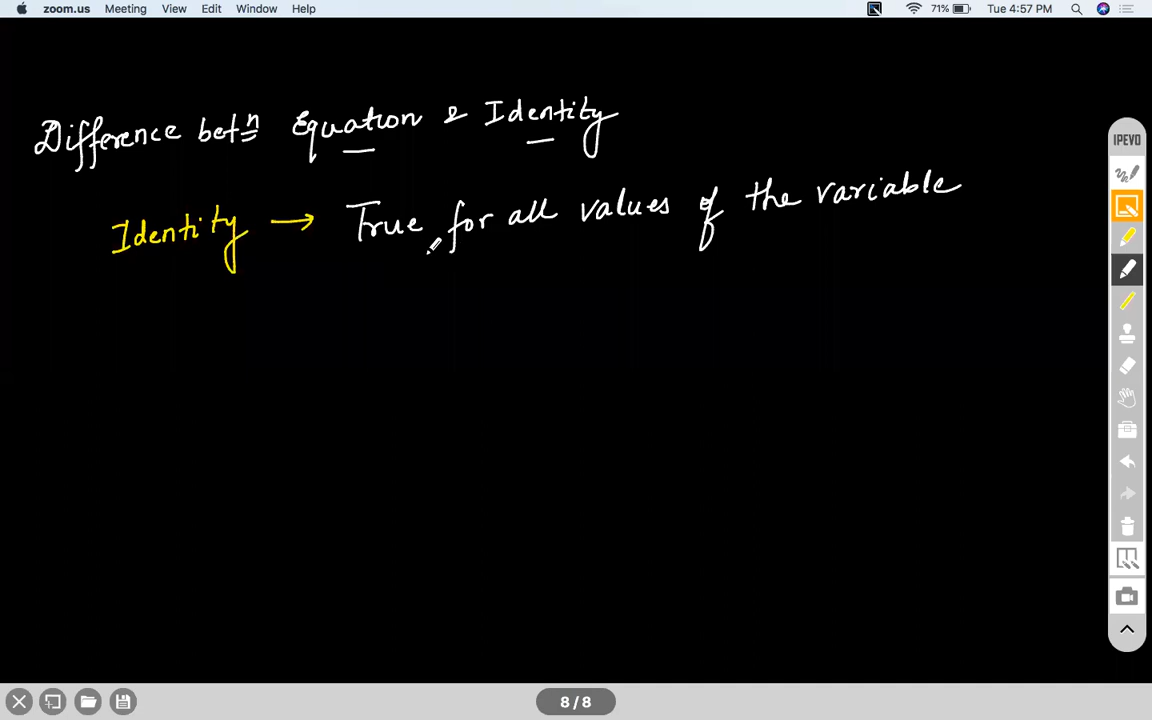 zoom.us Meeting View Edit Window Help 71% Tue 4:57 PM
Difference betn Equation & Identity
IPEVO
Identity → True for all values of the variable
8 / 8